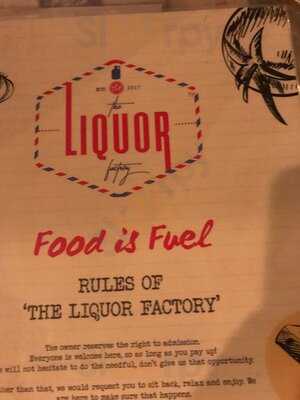 EST 2017
the
LIQUOR
factory
Food is Fuel
RULES OF
'THE LIQUOR FACTORY'
The owner reserves the right to admission.
Everyone is welcome here, so as long as you pay!
will not hesitate to do the needful, don't give us that opportunity.
than that, we would request you to sit back, relax and enjoy. We
are here to make sure that happens.